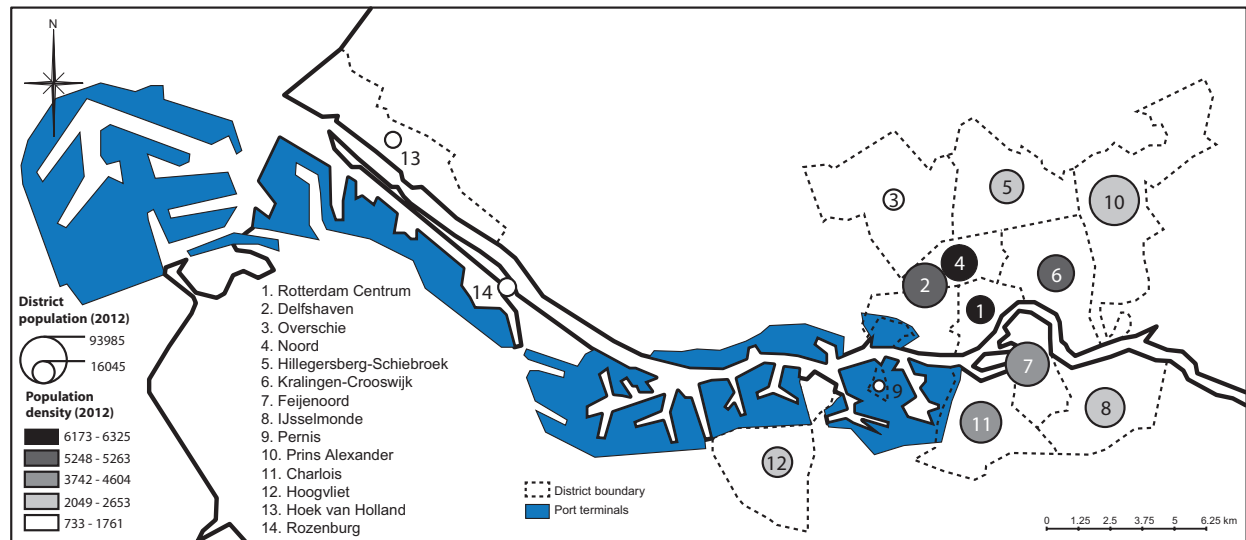 N
13
3
5
10
4
2
6
1
14
7
9
8
11
12
District
population (2012)
93985
16045
Population
density (2012)
6173 - 6325
5248 - 5263
3742 - 4604
2049 - 2653
733 - 1761
1. Rotterdam Centrum
2. Delfshaven
3. Overschie
4. Noord
5. Hillegersberg-Schiebroek
6. Kralingen-Crooswijk
7. Feijenoord
8. IJsselmonde
9. Pernis
10. Prins Alexander
11. Charlois
12. Hoogvliet
13. Hoek van Holland
14. Rozenburg
District boundary
Port terminals
0 1.25 2.5 5 6.25 km